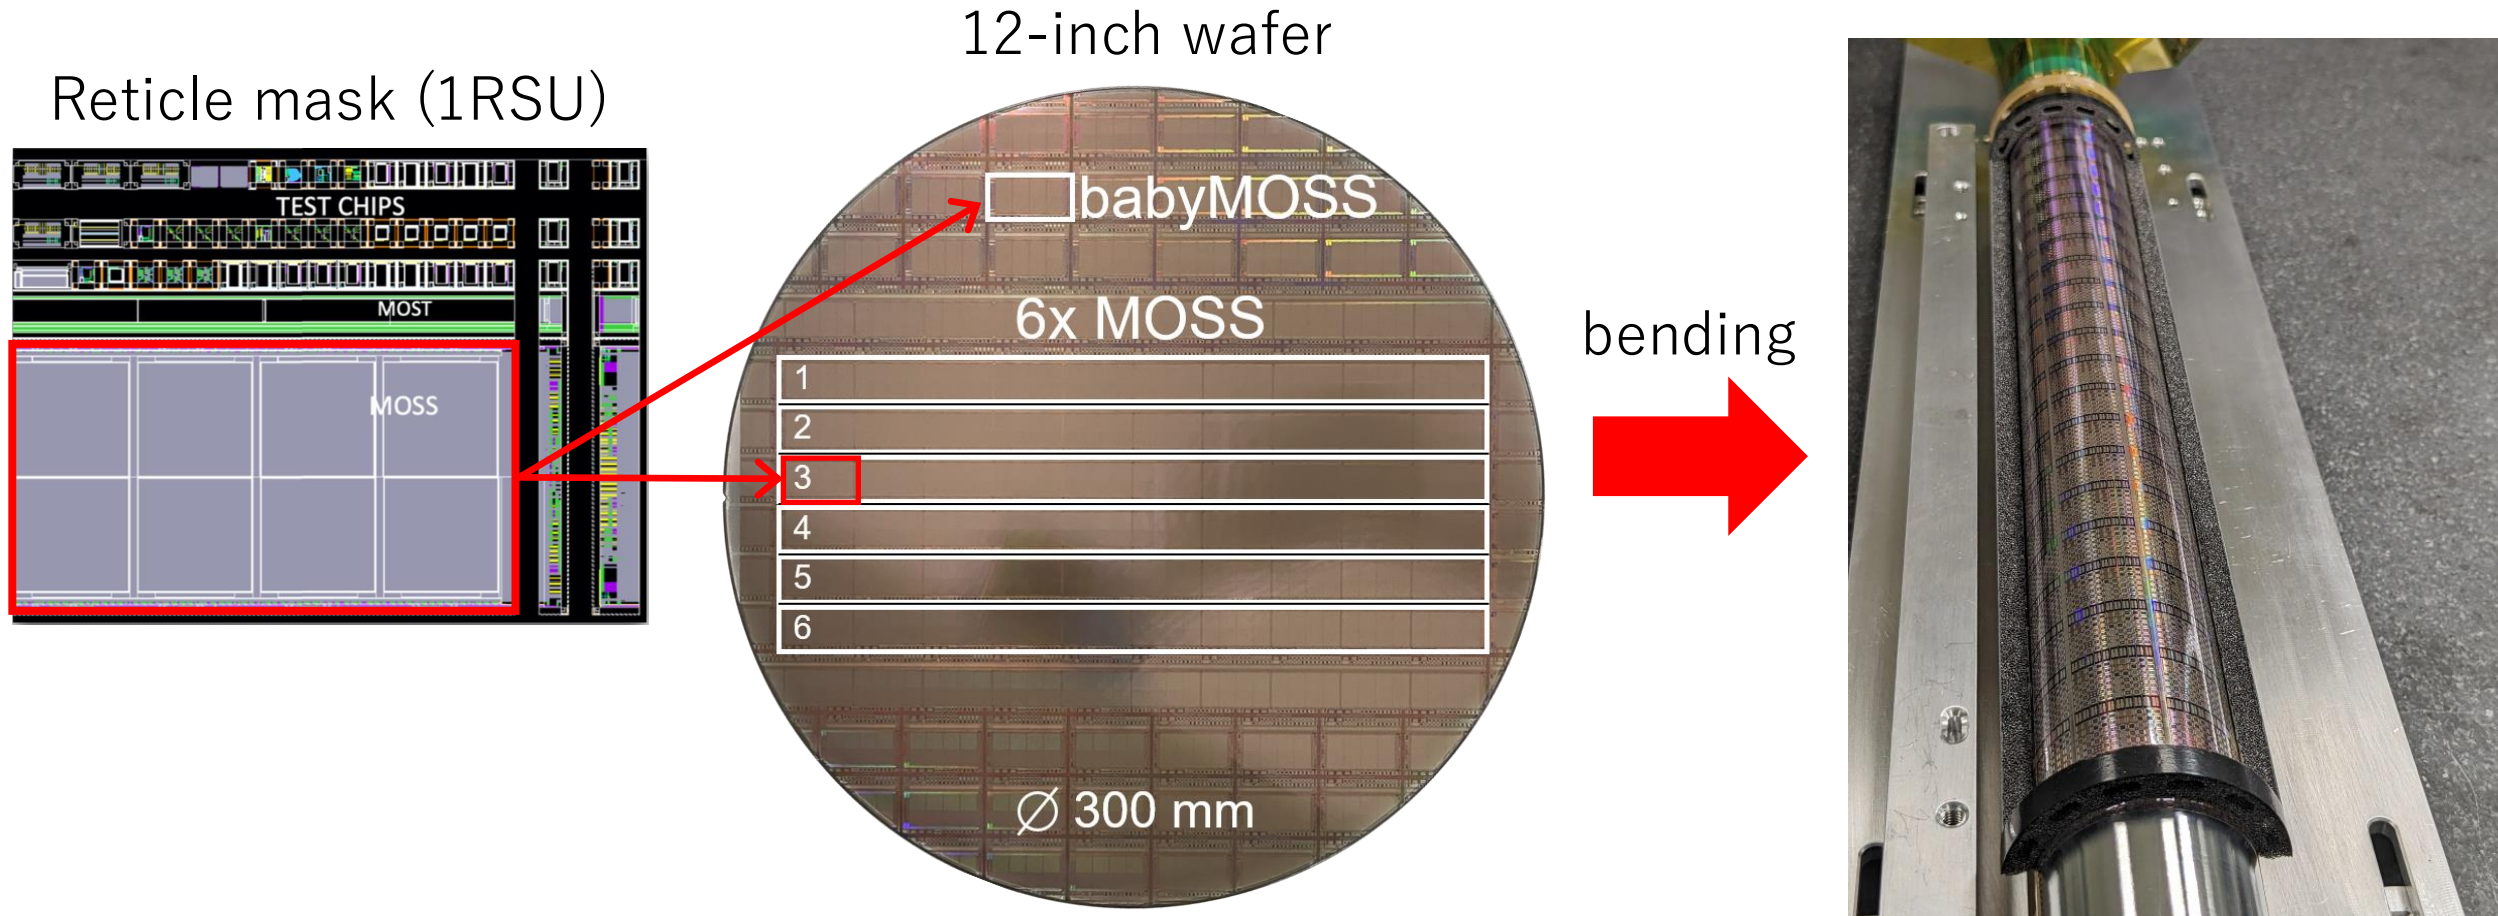 Reticle mask (1RSU)
TEST CHIPS
MOST
MOSS
12-inch wafer
babyMOSS
6x MOSS
1
2
3
4
5
6
∅ 300 mm
bending